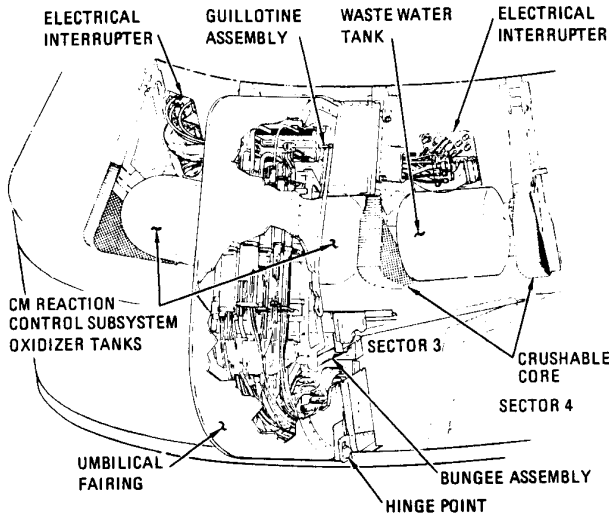 ELECTRICAL
INTERRUPTER
GUILLOTINE
ASSEMBLY
WASTE WATER
TANK
ELECTRICAL
INTERRUPTER
CM REACTION
CONTROL SUBSYSTEM
OXIDIZER TANKS
SECTOR 3
CRUSHABLE
CORE
SECTOR 4
UMBILICAL
FAIRING
BUNGEE ASSEMBLY
HINGE POINT